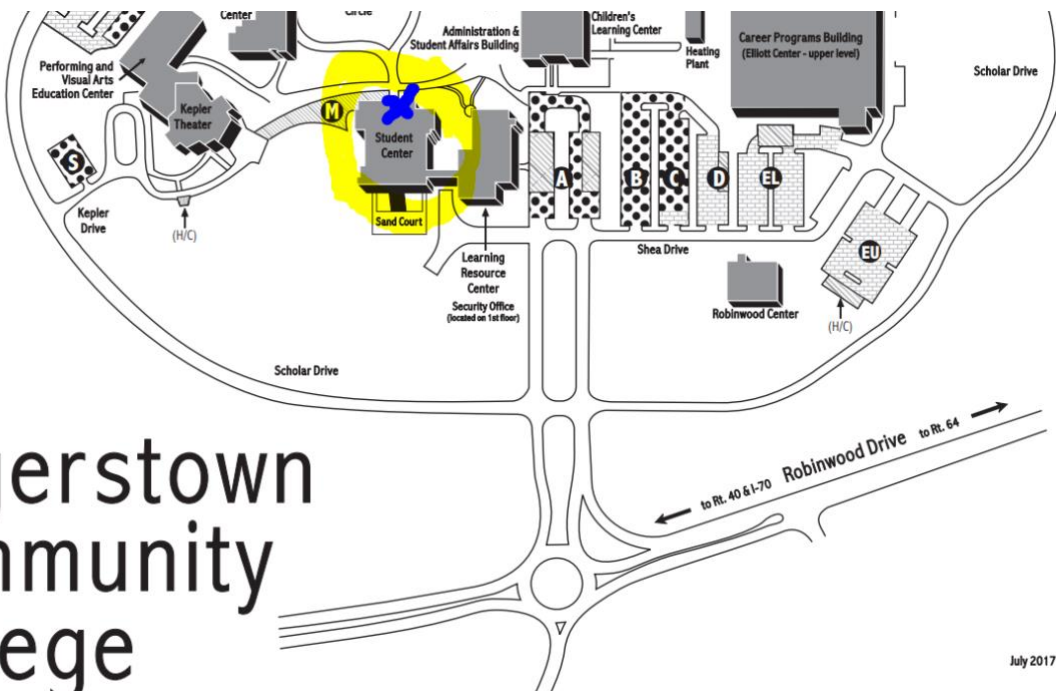 Center
Circle
Administration &
Student Affairs Building
Children's
Learning Center
Heating
Plant
Career Programs Building
(Elliott Center - upper level)
Scholar Drive
Performing and
Visual Arts
Education Center
Kepler
Theater
M
Student
Center
S
A
B
C
D
EL
Kepler
Drive
(H/C)
Sand Court
Learning
Resource
Center
Security Office
(located on 1st floor)
Shea Drive
EU
Robinwood Center
(H/C)
Scholar Drive
to Rt. 40 & I-70
Robinwood Drive
to Rt. 64
gerstown
mmunity
ege
July 2017